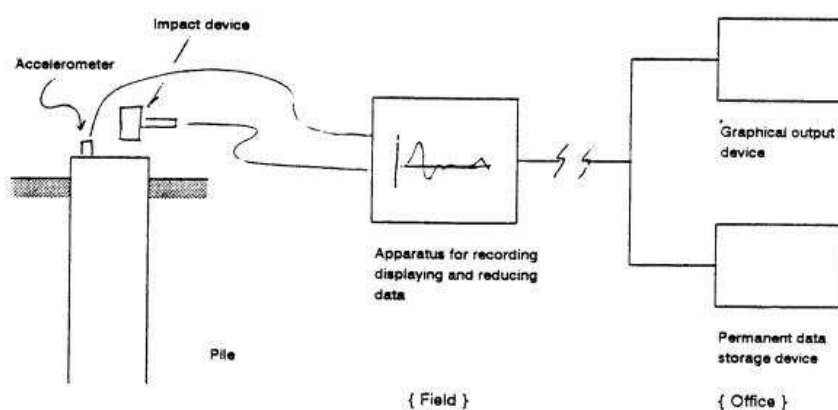 Impact device
Accelerometer
Graphical output
device
Apparatus for recording
displaying and reducing
data
Pile
Permanent data
storage device
{ Field }
{ Office }